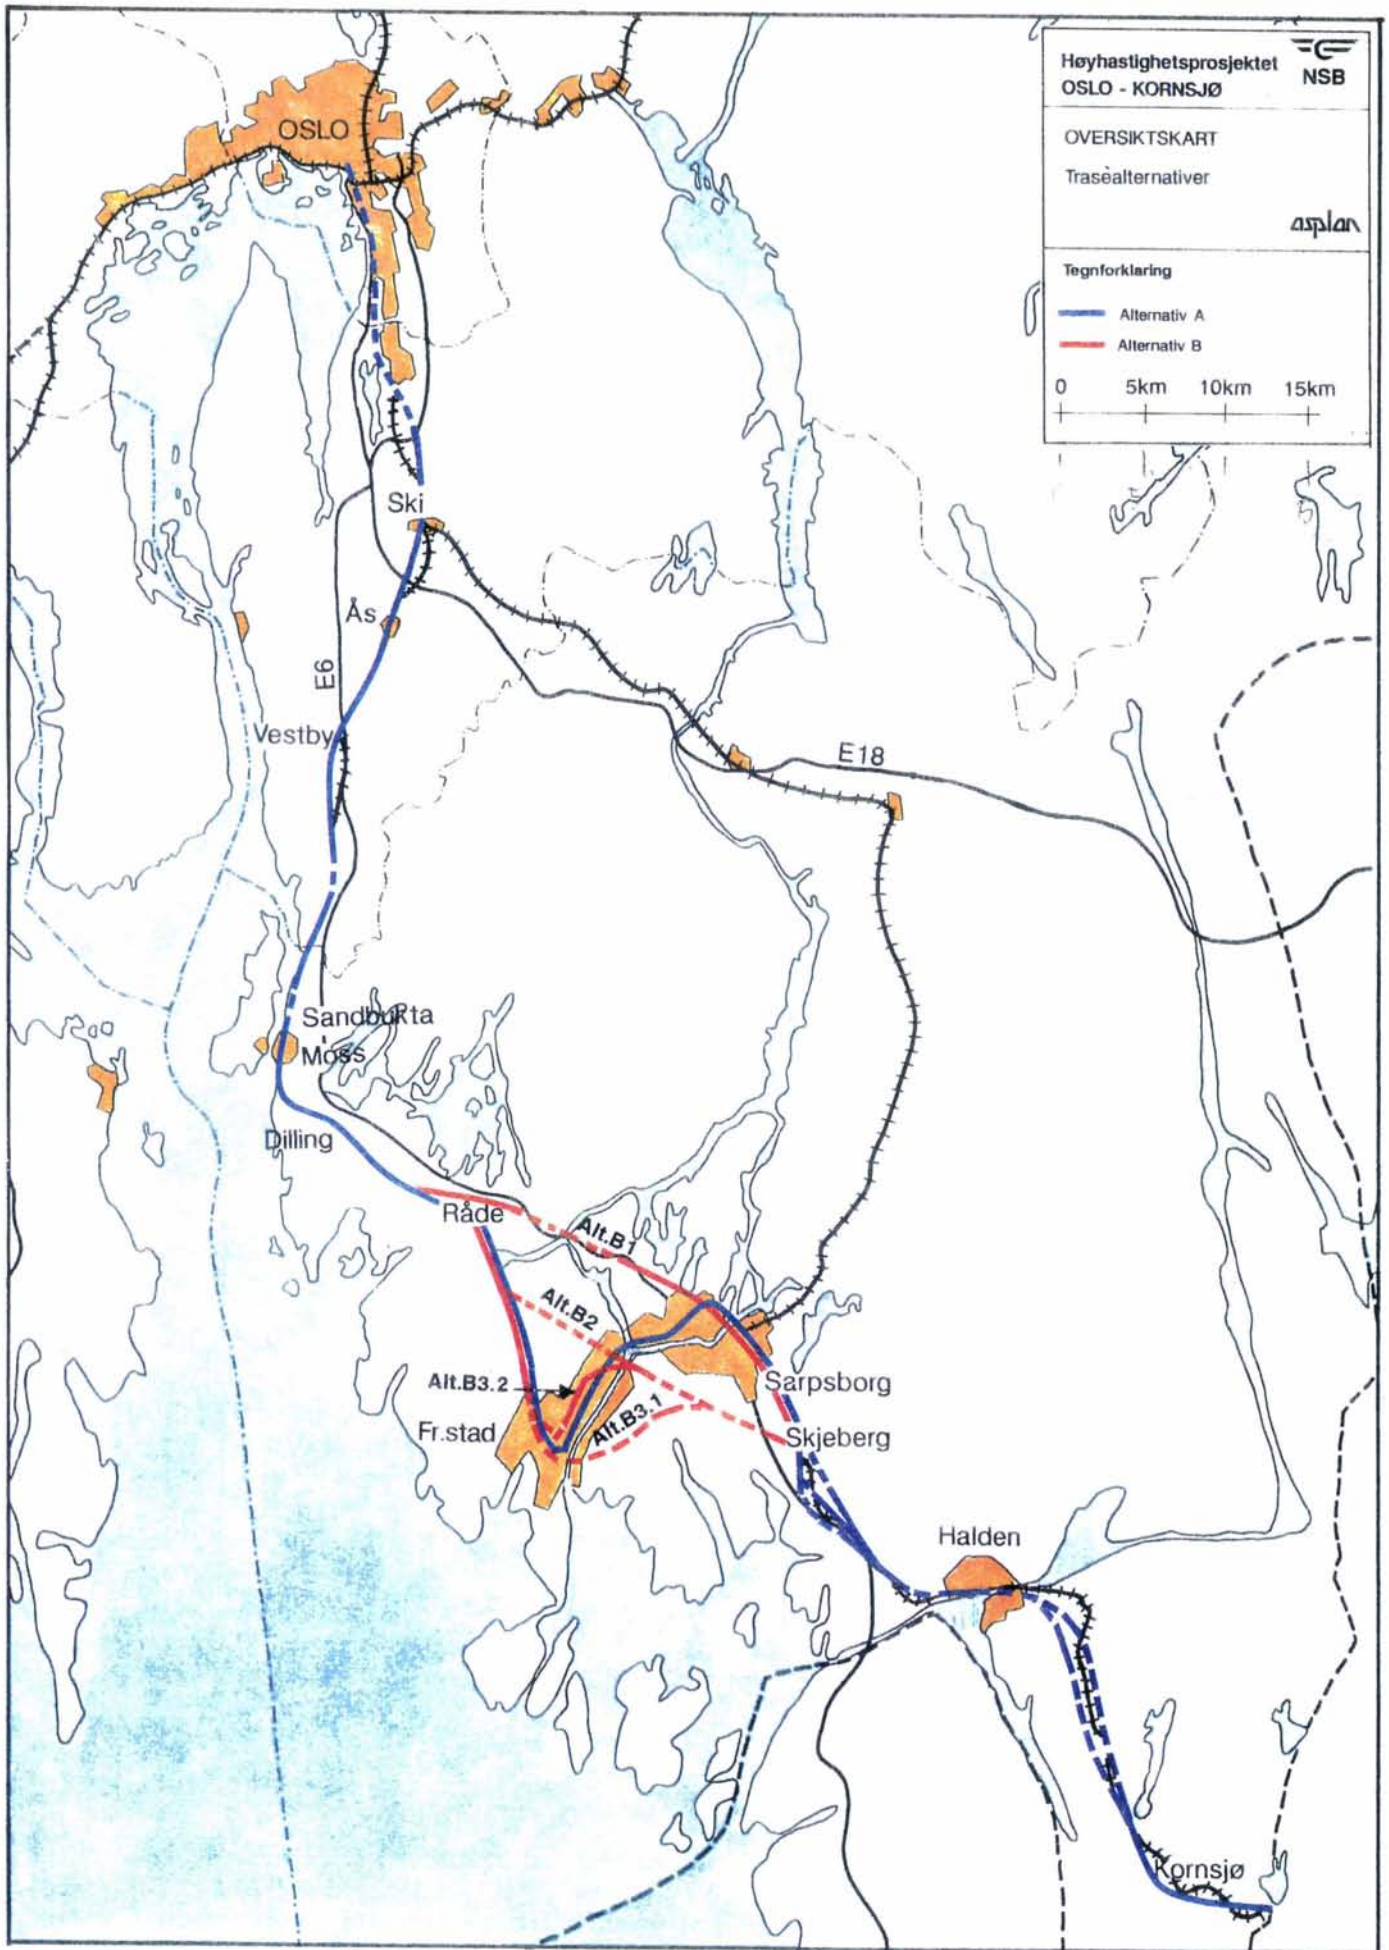 Høyhastighetsprosjektet
OSLO - KORNSJØ
NSB
OVERSIKTSKART
Trasèalternativer
asplan
Tegnforklaring
Alternativ A
Alternativ B
0 5km 10km 15km
OSLO
Ski
Ås
E6
Vestby
E18
Sandbukta
Moss
Dilling
Råde
Alt.B1
Alt.B2
Alt.B3.2
Alt.B3.1
Fr.stad
Sarpsborg
Skjeberg
Halden
Kornsjø